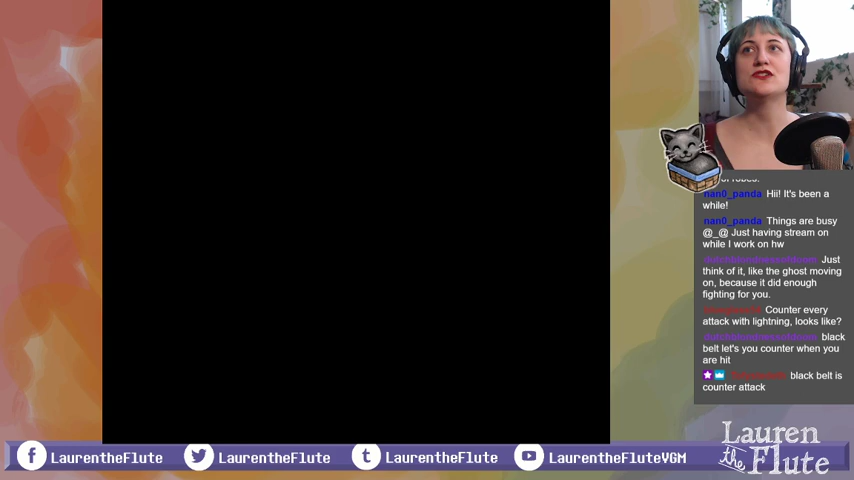 of robes.
nan0_panda Hii! It's been a
while!
nan0_panda Things are busy
@_@ Just having stream on
while I work on hw
Just
think of it, like the ghost moving
on, because it did enough
fighting for you.
Counter every
attack with lightning, looks like?
black
belt let's you counter when you
are hit
black belt is
counter attack
Lauren
the Flute
LaurentheFlute
LaurentheFlute
LaurentheFlute
LaurentheFluteVGM